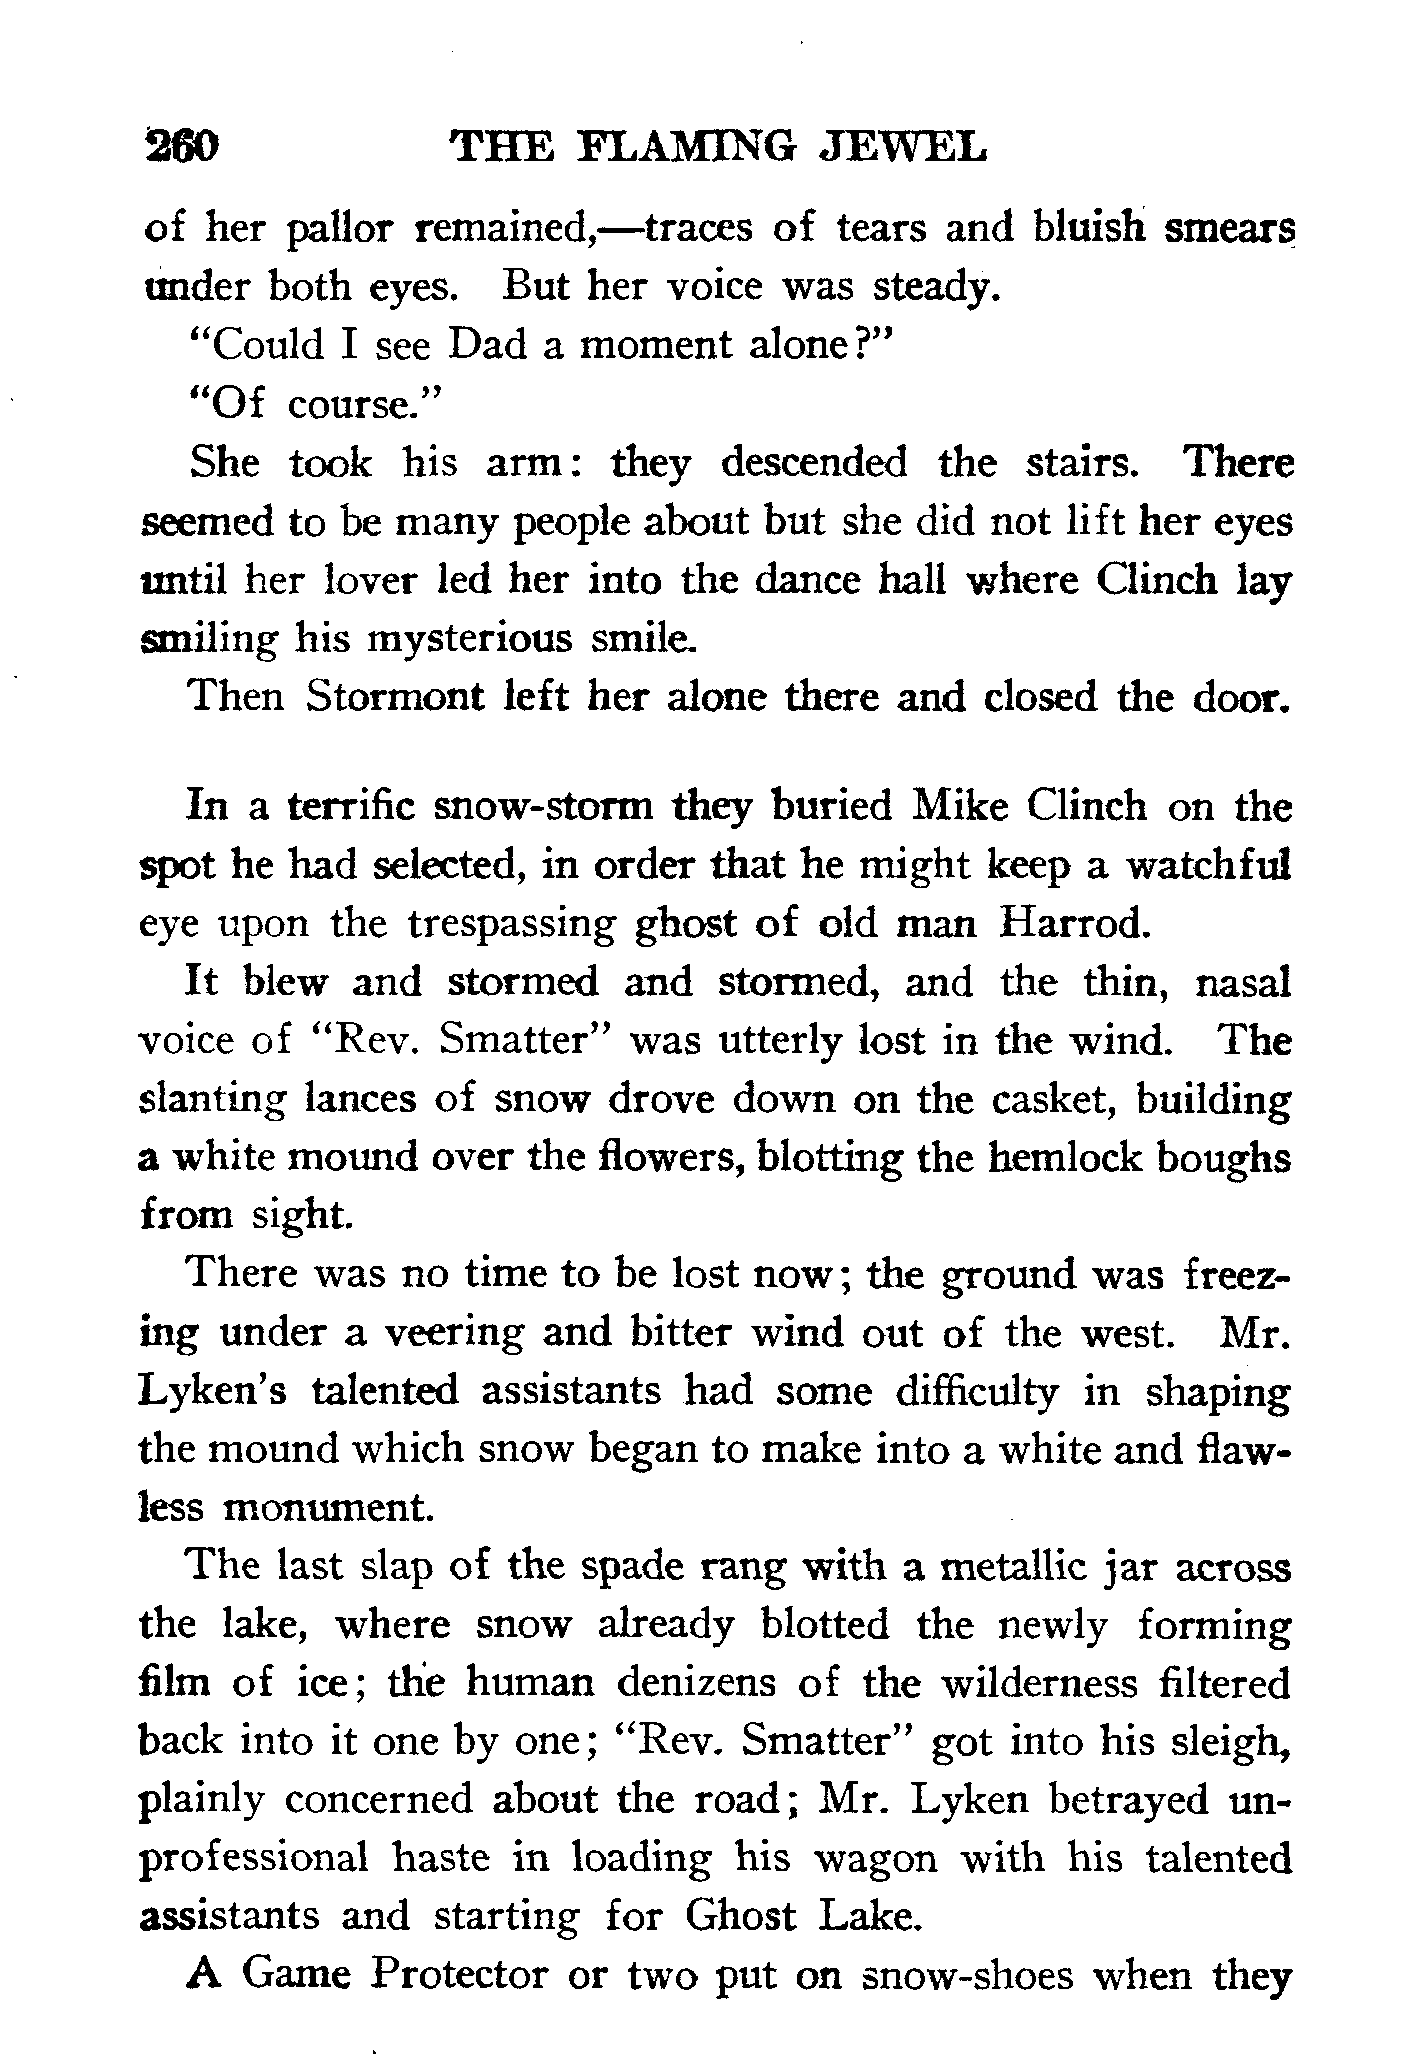 260 THE FLAMING JEWEL
of her pallor remained,—traces of tears and bluish smears
under both eyes. But her voice was steady.
"Could I see Dad a moment alone?"
"Of course."
She took his arm: they descended the stairs. There
seemed to be many people about but she did not lift her eyes
until her lover led her into the dance hall where Clinch lay
smiling his mysterious smile.
Then Stormont left her alone there and closed the door.
In a terrific snow-storm they buried Mike Clinch on the
spot he had selected, in order that he might keep a watchful
eye upon the trespassing ghost of old man Harrod.
It blew and stormed and stormed, and the thin, nasal
voice of "Rev. Smatter" was utterly lost in the wind. The
slanting lances of snow drove down on the casket, building
a white mound over the flowers, blotting the hemlock boughs
from sight.
There was no time to be lost now; the ground was freez-
ing under a veering and bitter wind out of the west. Mr.
Lyken's talented assistants had some difficulty in shaping
the mound which snow began to make into a white and flaw-
less monument.
The last slap of the spade rang with a metallic jar across
the lake, where snow already blotted the newly forming
film of ice; the human denizens of the wilderness filtered
back into it one by one; "Rev. Smatter" got into his sleigh,
plainly concerned about the road; Mr. Lyken betrayed un-
professional haste in loading his wagon with his talented
assistants and starting for Ghost Lake.
A Game Protector or two put on snow-shoes when they